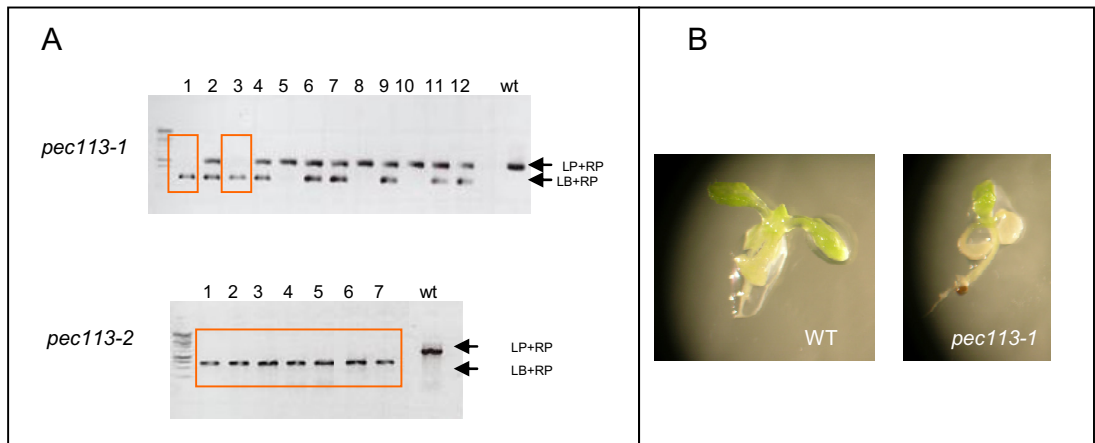 A
1 2 3 4 5 6 7 8 9 10 11 12 wt
pec113-1
LP+RP
LB+RP
1 2 3 4 5 6 7 wt
pec113-2
LP+RP
LB+RP
B
WT
pec113-1